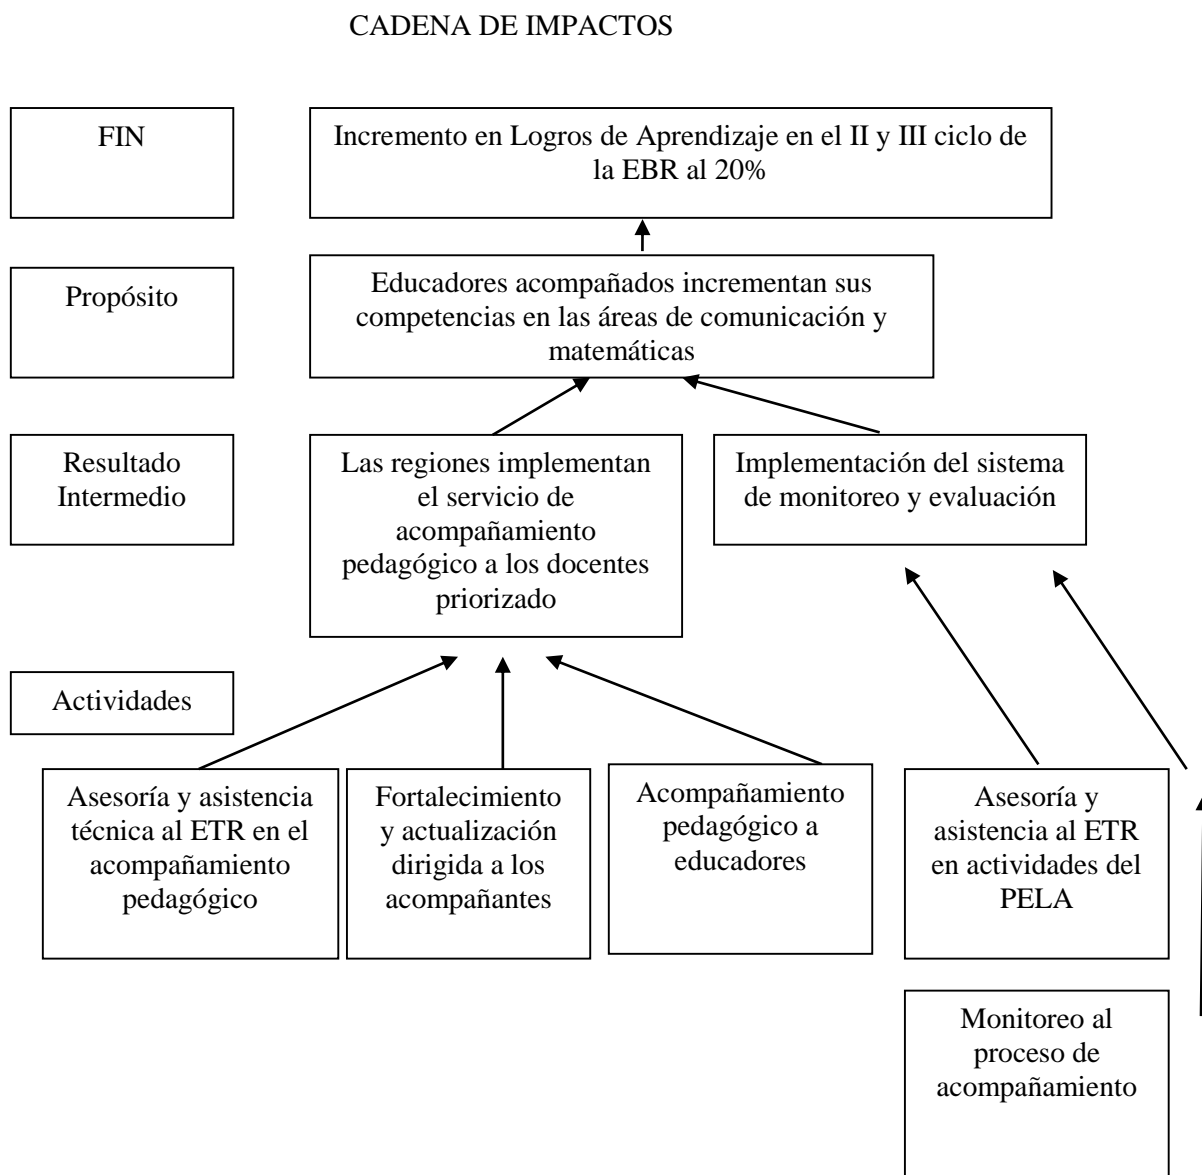 CADENA DE IMPACTOS
FIN
Incremento en Logros de Aprendizaje en el II y III ciclo de
la EBR al 20%
Propósito
Educadores acompañados incrementan sus
competencias en las áreas de comunicación y
matemáticas
Resultado
Intermedio
Las regiones implementan
el servicio de
acompañamiento
pedagógico a los docentes
priorizado
Implementación del sistema
de monitoreo y evaluación
Actividades
Asesoría y asistencia
técnica al ETR en el
acompañamiento
pedagógico
Fortalecimiento
y actualización
dirigida a los
acompañantes
Acompañamiento
pedagógico a
educadores
Asesoría y
asistencia al ETR
en actividades del
PELA
Monitoreo al
proceso de
acompañamiento